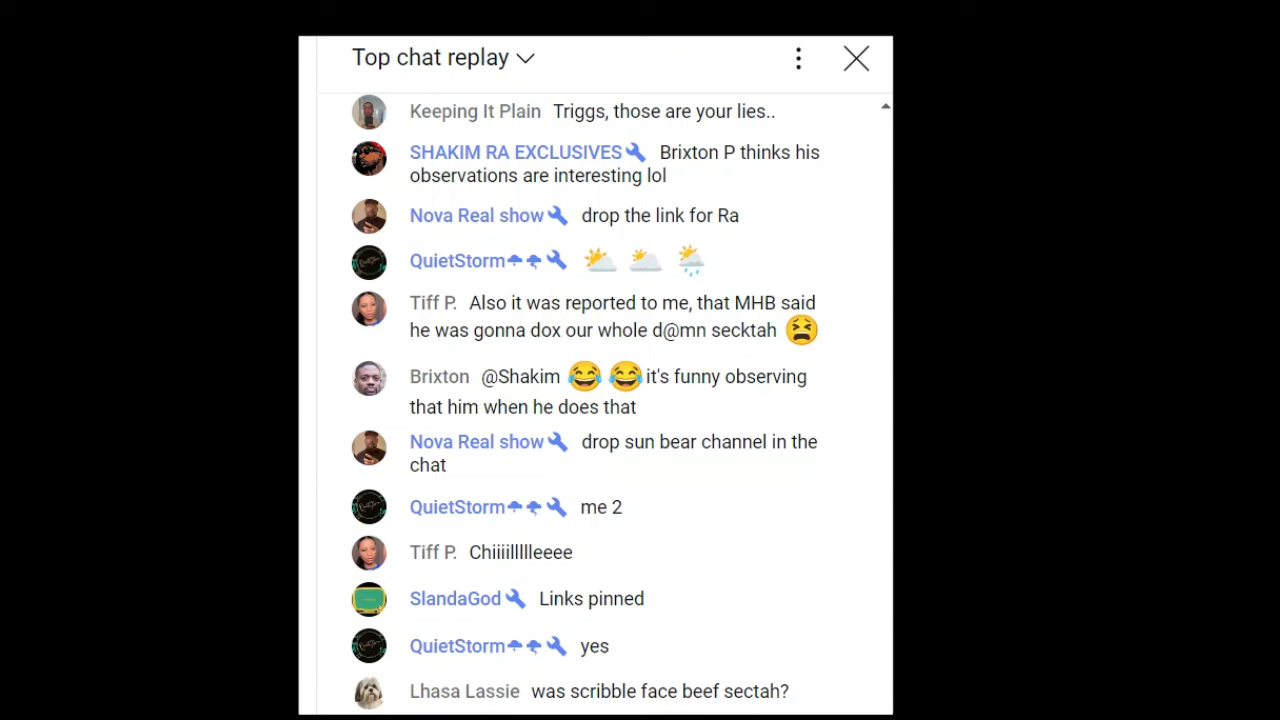 Top chat replay
Keeping It Plain Triggs, those are your lies..
SHAKIM RA EXCLUSIVES Brixton P thinks his
observations are interesting lol
Nova Real show drop the link for Ra
QuietStorm🌩🌪 🌤️ 🌥️ 🌦️
Tiff P. Also it was reported to me, that MHB said
he was gonna dox our whole d@mn secktah 😫
Brixton @Shakim 😂 😂 it's funny observing
that him when he does that
Nova Real show drop sun bear channel in the
chat
QuietStorm🌩🌪 me 2
Tiff P. Chiiiillllleeee
SlandaGod Links pinned
QuietStorm🌩🌪 yes
Lhasa Lassie was scribble face beef sectah?